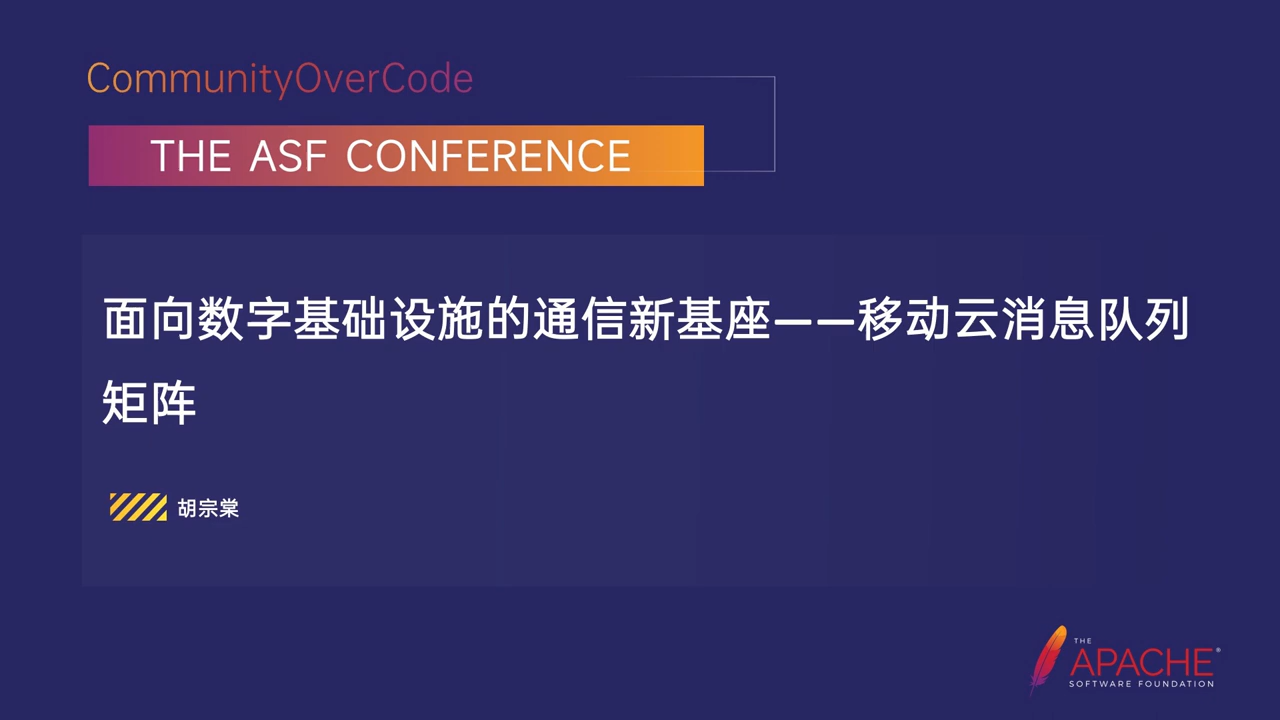 CommunityOverCode
THE ASF CONFERENCE
面向数字基础设施的通信新基座——移动云消息队列
矩阵
胡宗棠
THE
APACHE®
SOFTWARE FOUNDATION